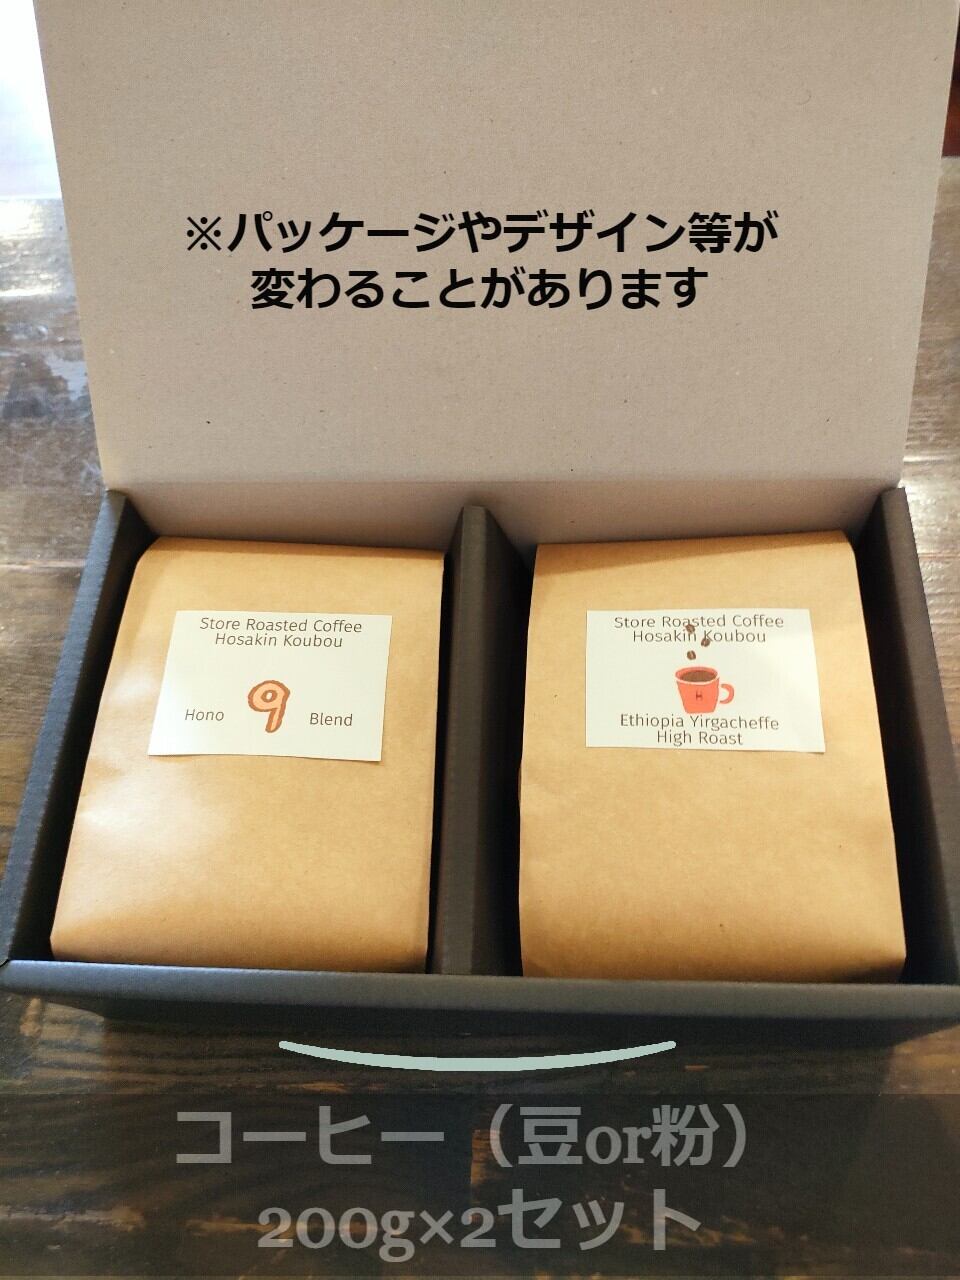 ※パッケージやデザイン等が
変わることがあります
Store Roasted Coffee
Hosakin Koubou
Hono
Blend
Store Roasted Coffee
Hosakin Koubou
H
Ethiopia Yirgacheffe
High Roast
コーヒー（豆or粉）
200g×2セット